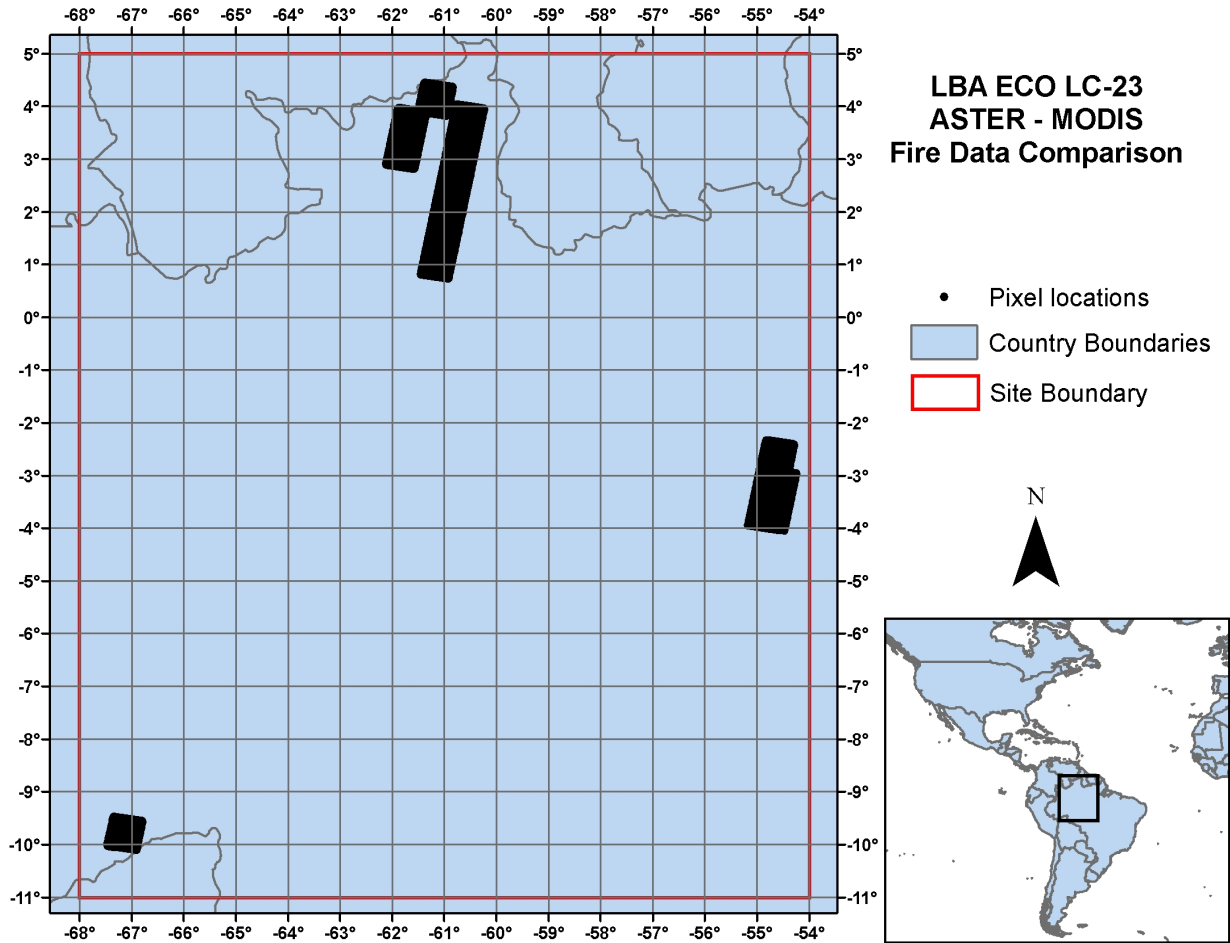 -68° -67° -66° -65° -64° -63° -62° -61° -60° -59° -58° -57° -56° -55° -54°
5° 5°
4° 4°
3° 3°
2° 2°
1° 1°
0° 0°
-1° -1°
-2° -2°
-3° -3°
-4° -4°
-5° -5°
-6° -6°
-7° -7°
-8° -8°
-9° -9°
-10° -10°
-11° -11°
-68° -67° -66° -65° -64° -63° -62° -61° -60° -59° -58° -57° -56° -55° -54°
LBA ECO LC-23
ASTER - MODIS
Fire Data Comparison
Pixel locations
Country Boundaries
Site Boundary
N